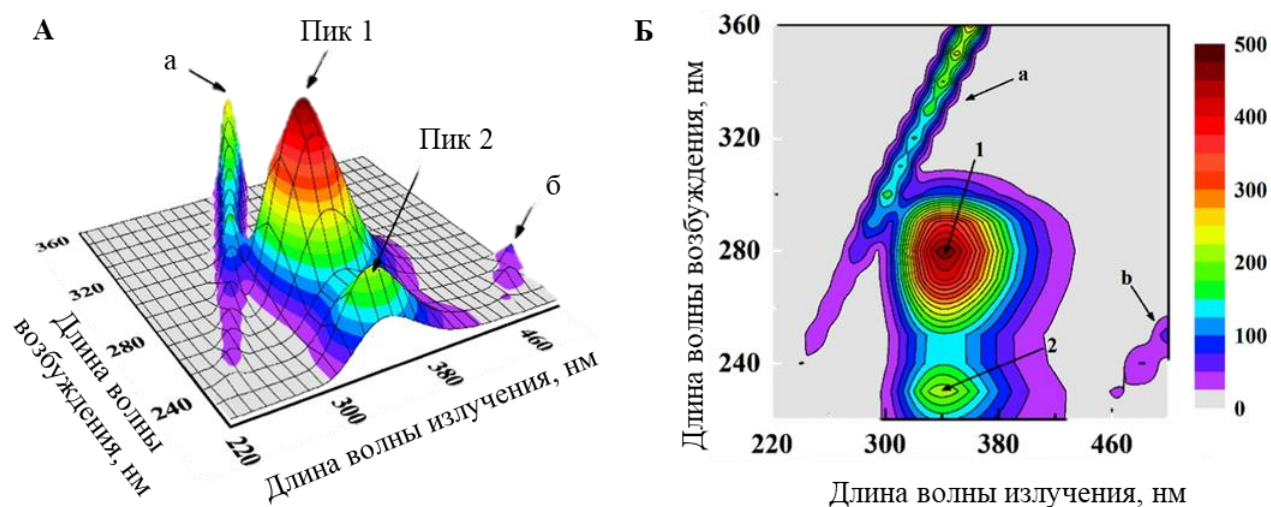 А
Пик 1
а
Пик 2
б
360
320
280
240
Длина волны
возбуждения, нм
220
300
380
460
Длина волны излучения, нм
Б
Длина волны возбуждения, нм
360
320
280
240
a
1
b
2
220
300
380
460
Длина волны излучения, нм
500
400
300
200
100
0